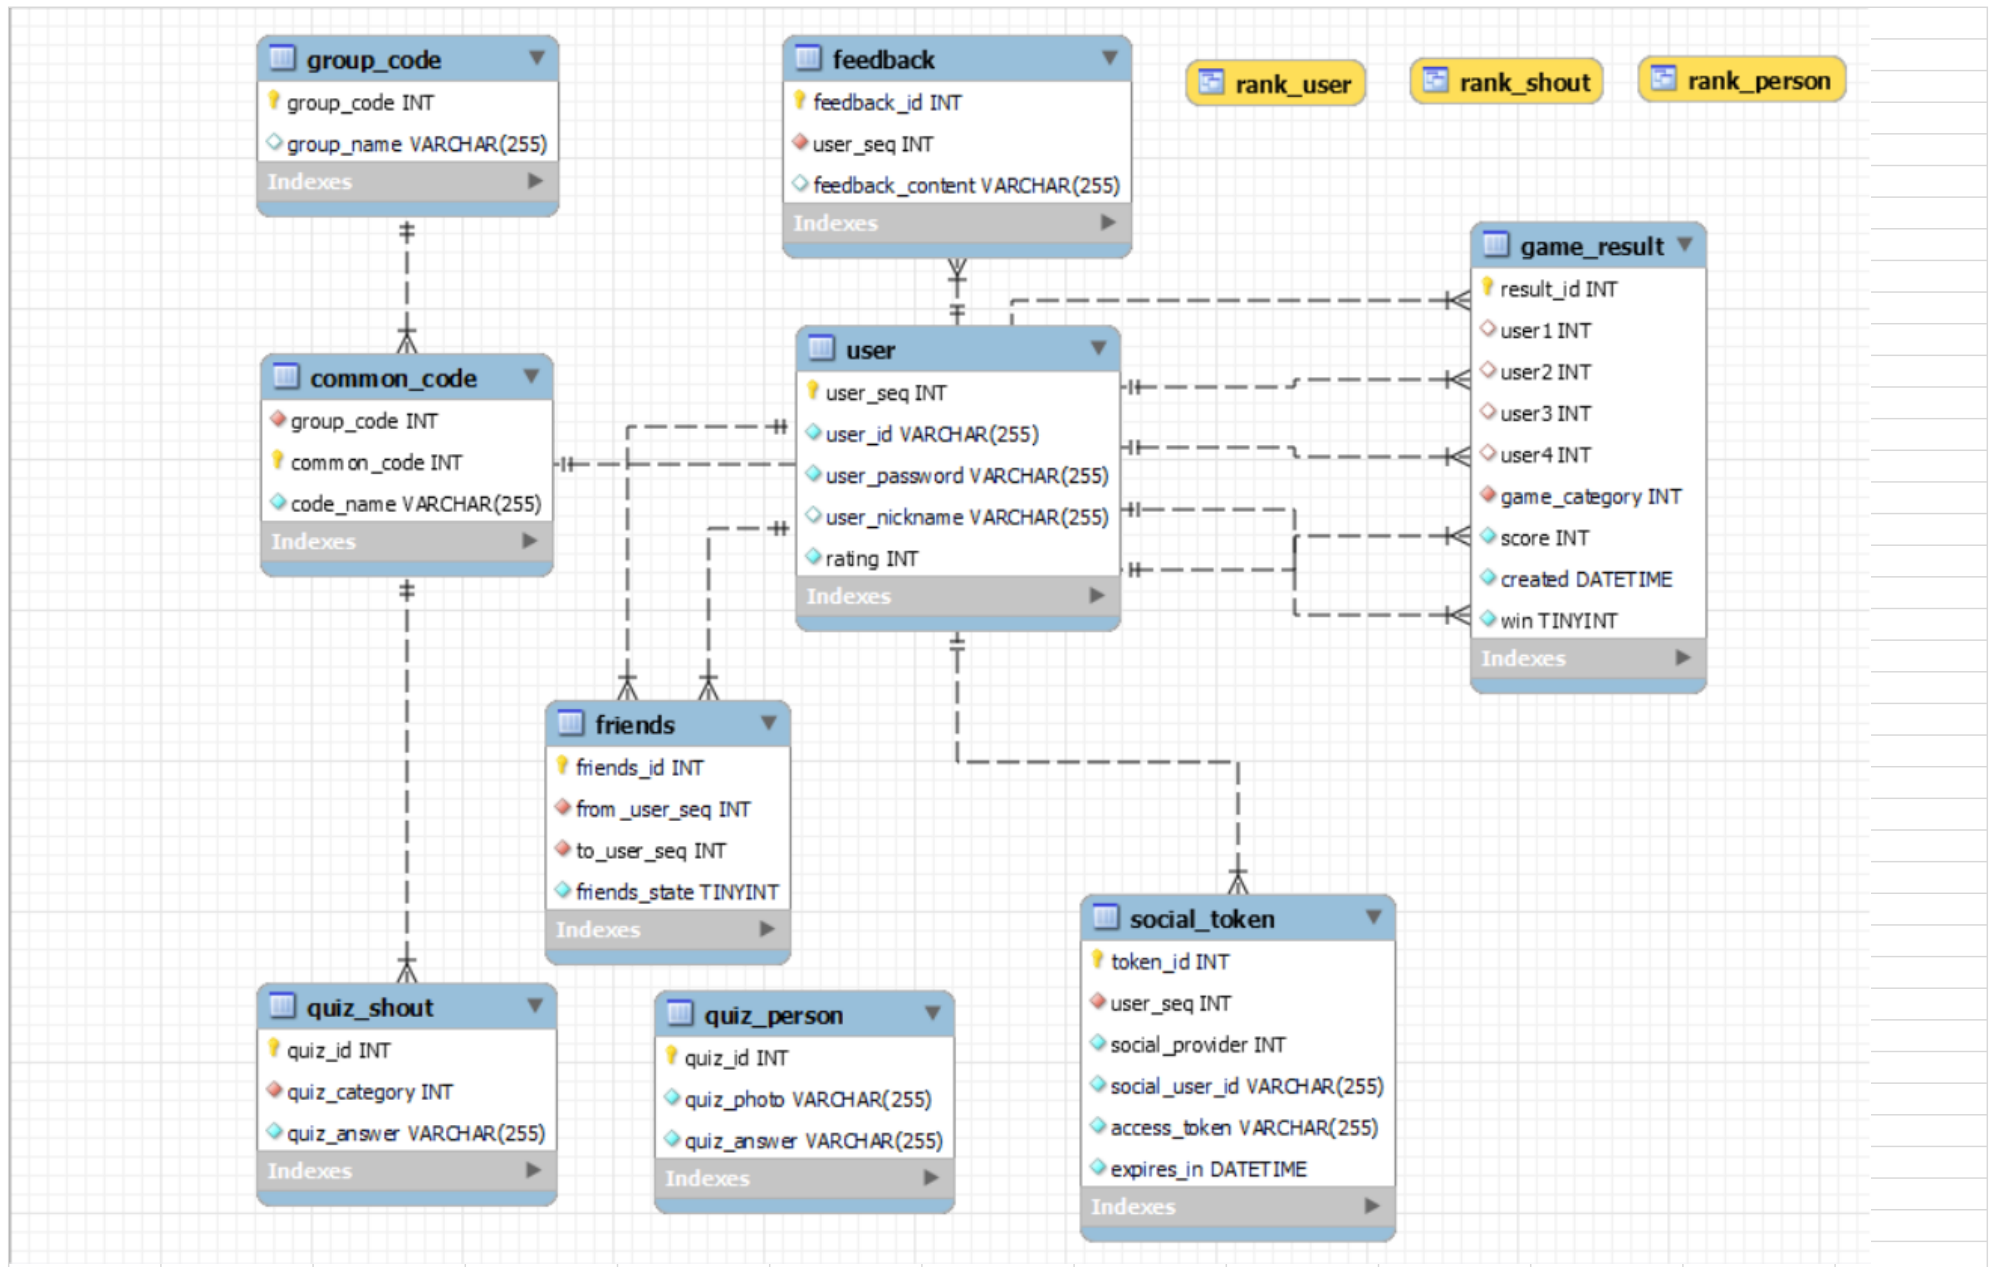 group_code
group_code INT
group_name VARCHAR(255)
Indexes
feedback
feedback_id INT
user_seq INT
feedback_content VARCHAR(255)
Indexes
rank_user
rank_shout
rank_person
game_result
result_id INT
user1 INT
user2 INT
user3 INT
user4 INT
game_category INT
score INT
created DATETIME
win TINYINT
Indexes
common_code
group_code INT
common_code INT
code_name VARCHAR(255)
Indexes
user
user_seq INT
user_id VARCHAR(255)
user_password VARCHAR(255)
user_nickname VARCHAR(255)
rating INT
Indexes
friends
friends_id INT
from_user_seq INT
to_user_seq INT
friends_state TINYINT
Indexes
social_token
token_id INT
user_seq INT
social_provider INT
social_user_id VARCHAR(255)
access_token VARCHAR(255)
expires_in DATETIME
Indexes
quiz_shout
quiz_id INT
quiz_category INT
quiz_answer VARCHAR(255)
Indexes
quiz_person
quiz_id INT
quiz_photo VARCHAR(255)
quiz_answer VARCHAR(255)
Indexes